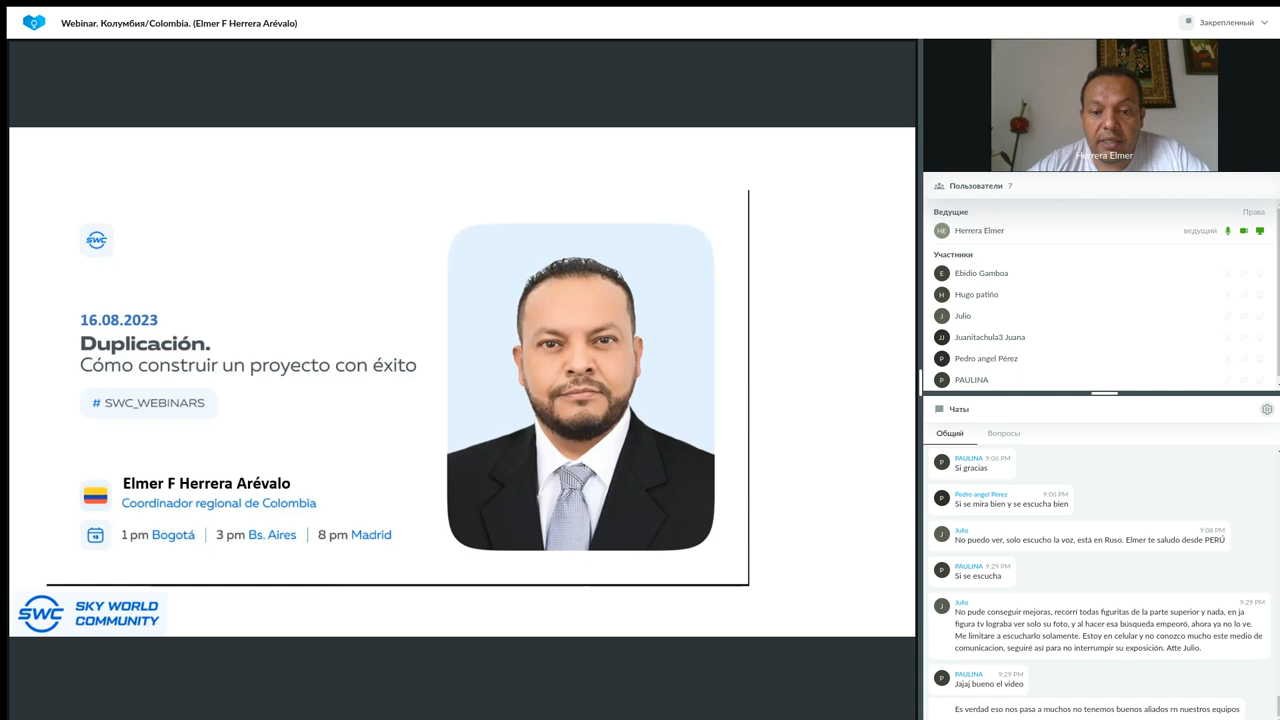 Webinar. Колумбия/Colombia. (Elmer F Herrera Arévalo)
Закрепленный
SWC
16.08.2023
Duplicación.
Cómo construir un proyecto con éxito
# SWC_WEBINARS
Elmer F Herrera Arévalo
Coordinador regional de Colombia
1 pm Bogotá | 3 pm Bs. Aires | 8 pm Madrid
SWC SKY WORLD
COMMUNITY
Herrera Elmer
Пользователи 7
Ведущие Права
HE Herrera Elmer ведущий
Участники
E Ebidio Gamboa
H Hugo patiño
J Julio
JJ Juanitachula3 Juana
P Pedro angel Pérez
P PAULINA
Чаты
Общий Вопросы
P PAULINA 9:06 PM
Si gracias
P Pedro angel Pérez 9:06 PM
Si se mira bien y se escucha bien
J Julio 9:08 PM
No puedo ver, solo escucho la voz, está en Ruso. Elmer te saludo desde PERÚ
P PAULINA 9:29 PM
Si se escucha
J Julio 9:29 PM
No pude conseguir mejoras, recorrí todas figuritas de la parte superior y nada, en ja
figura tv lograba ver solo su foto, y al hacer esa búsqueda empeoró, ahora ya no lo ve.
Me limitare a escucharlo solamente. Estoy en celular y no conozco mucho este medio de
comunicacion, seguiré así para no interrumpir su exposición. Atte Julio.
P PAULINA 9:29 PM
Jajaj bueno el video
Es verdad eso nos pasa a muchos no tenemos buenos aliados rn nuestros equipos